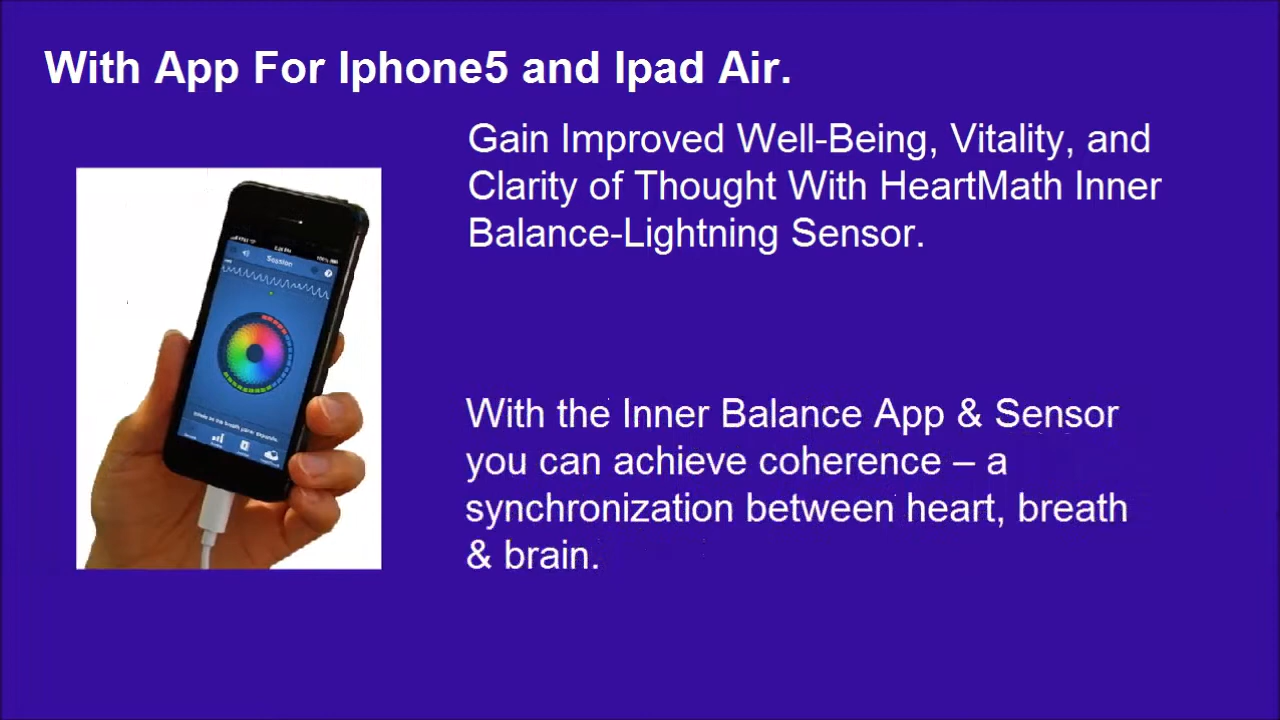 With App For Iphone5 and Ipad Air.
Gain Improved Well-Being, Vitality, and
Clarity of Thought With HeartMath Inner
Balance-Lightning Sensor.
Session
With the Inner Balance App & Sensor
you can achieve coherence – a
synchronization between heart, breath
& brain.